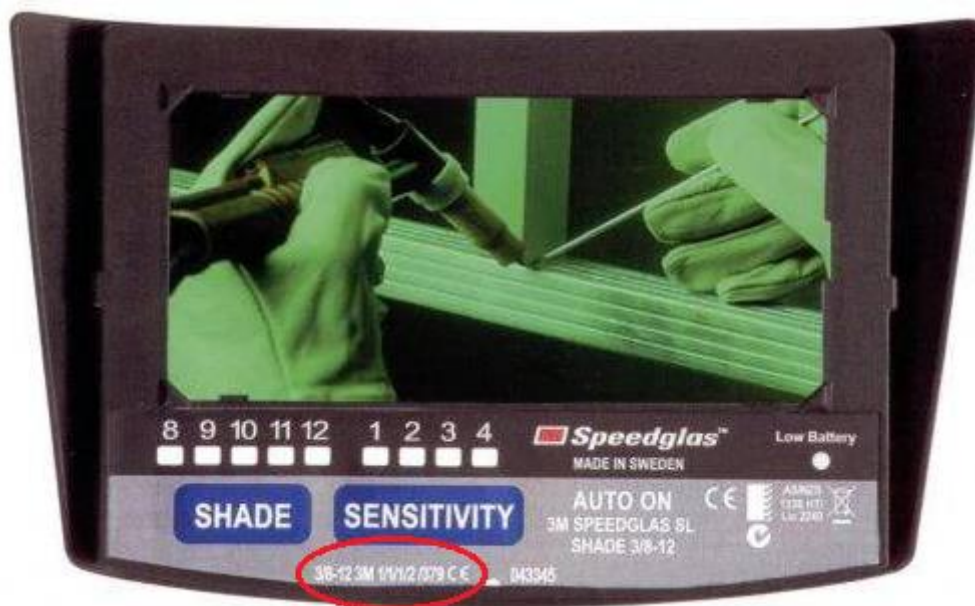 8 9 10 11 12 1 2 3 4
Speedglas™
MADE IN SWEDEN
Low Battery
SHADE
SENSITIVITY
AUTO ON
3M SPEEDGLAS SL
SHADE 3/8-12
CE
3/8-12 3M 1/1/1/2 /379 CE
043345